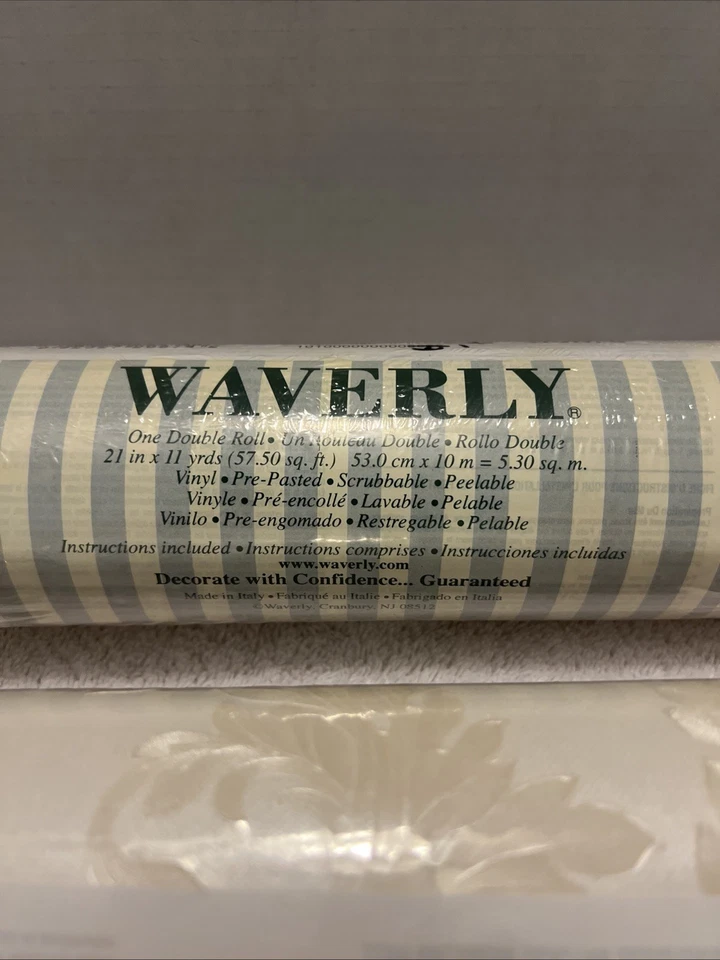 WAVERLY®
One Double Roll • Un Rouleau Double • Rollo Double
21 in x 11 yrds (57.50 sq. ft.) 53.0 cm x 10 m = 5.30 sq. m.
Vinyl • Pre-Pasted • Scrubbable • Peelable
Vinyle • Pré-encollé • Lavable • Pelable
Vinilo • Pre-engomado • Restregable • Pelable
Instructions included • Instructions comprises • Instrucciones incluidas
www.waverly.com
Decorate with Confidence... Guaranteed
Made in Italy • Fabriqué au Italie • Fabrigado en Italia
©Waverly, Cranbury, NJ 08512